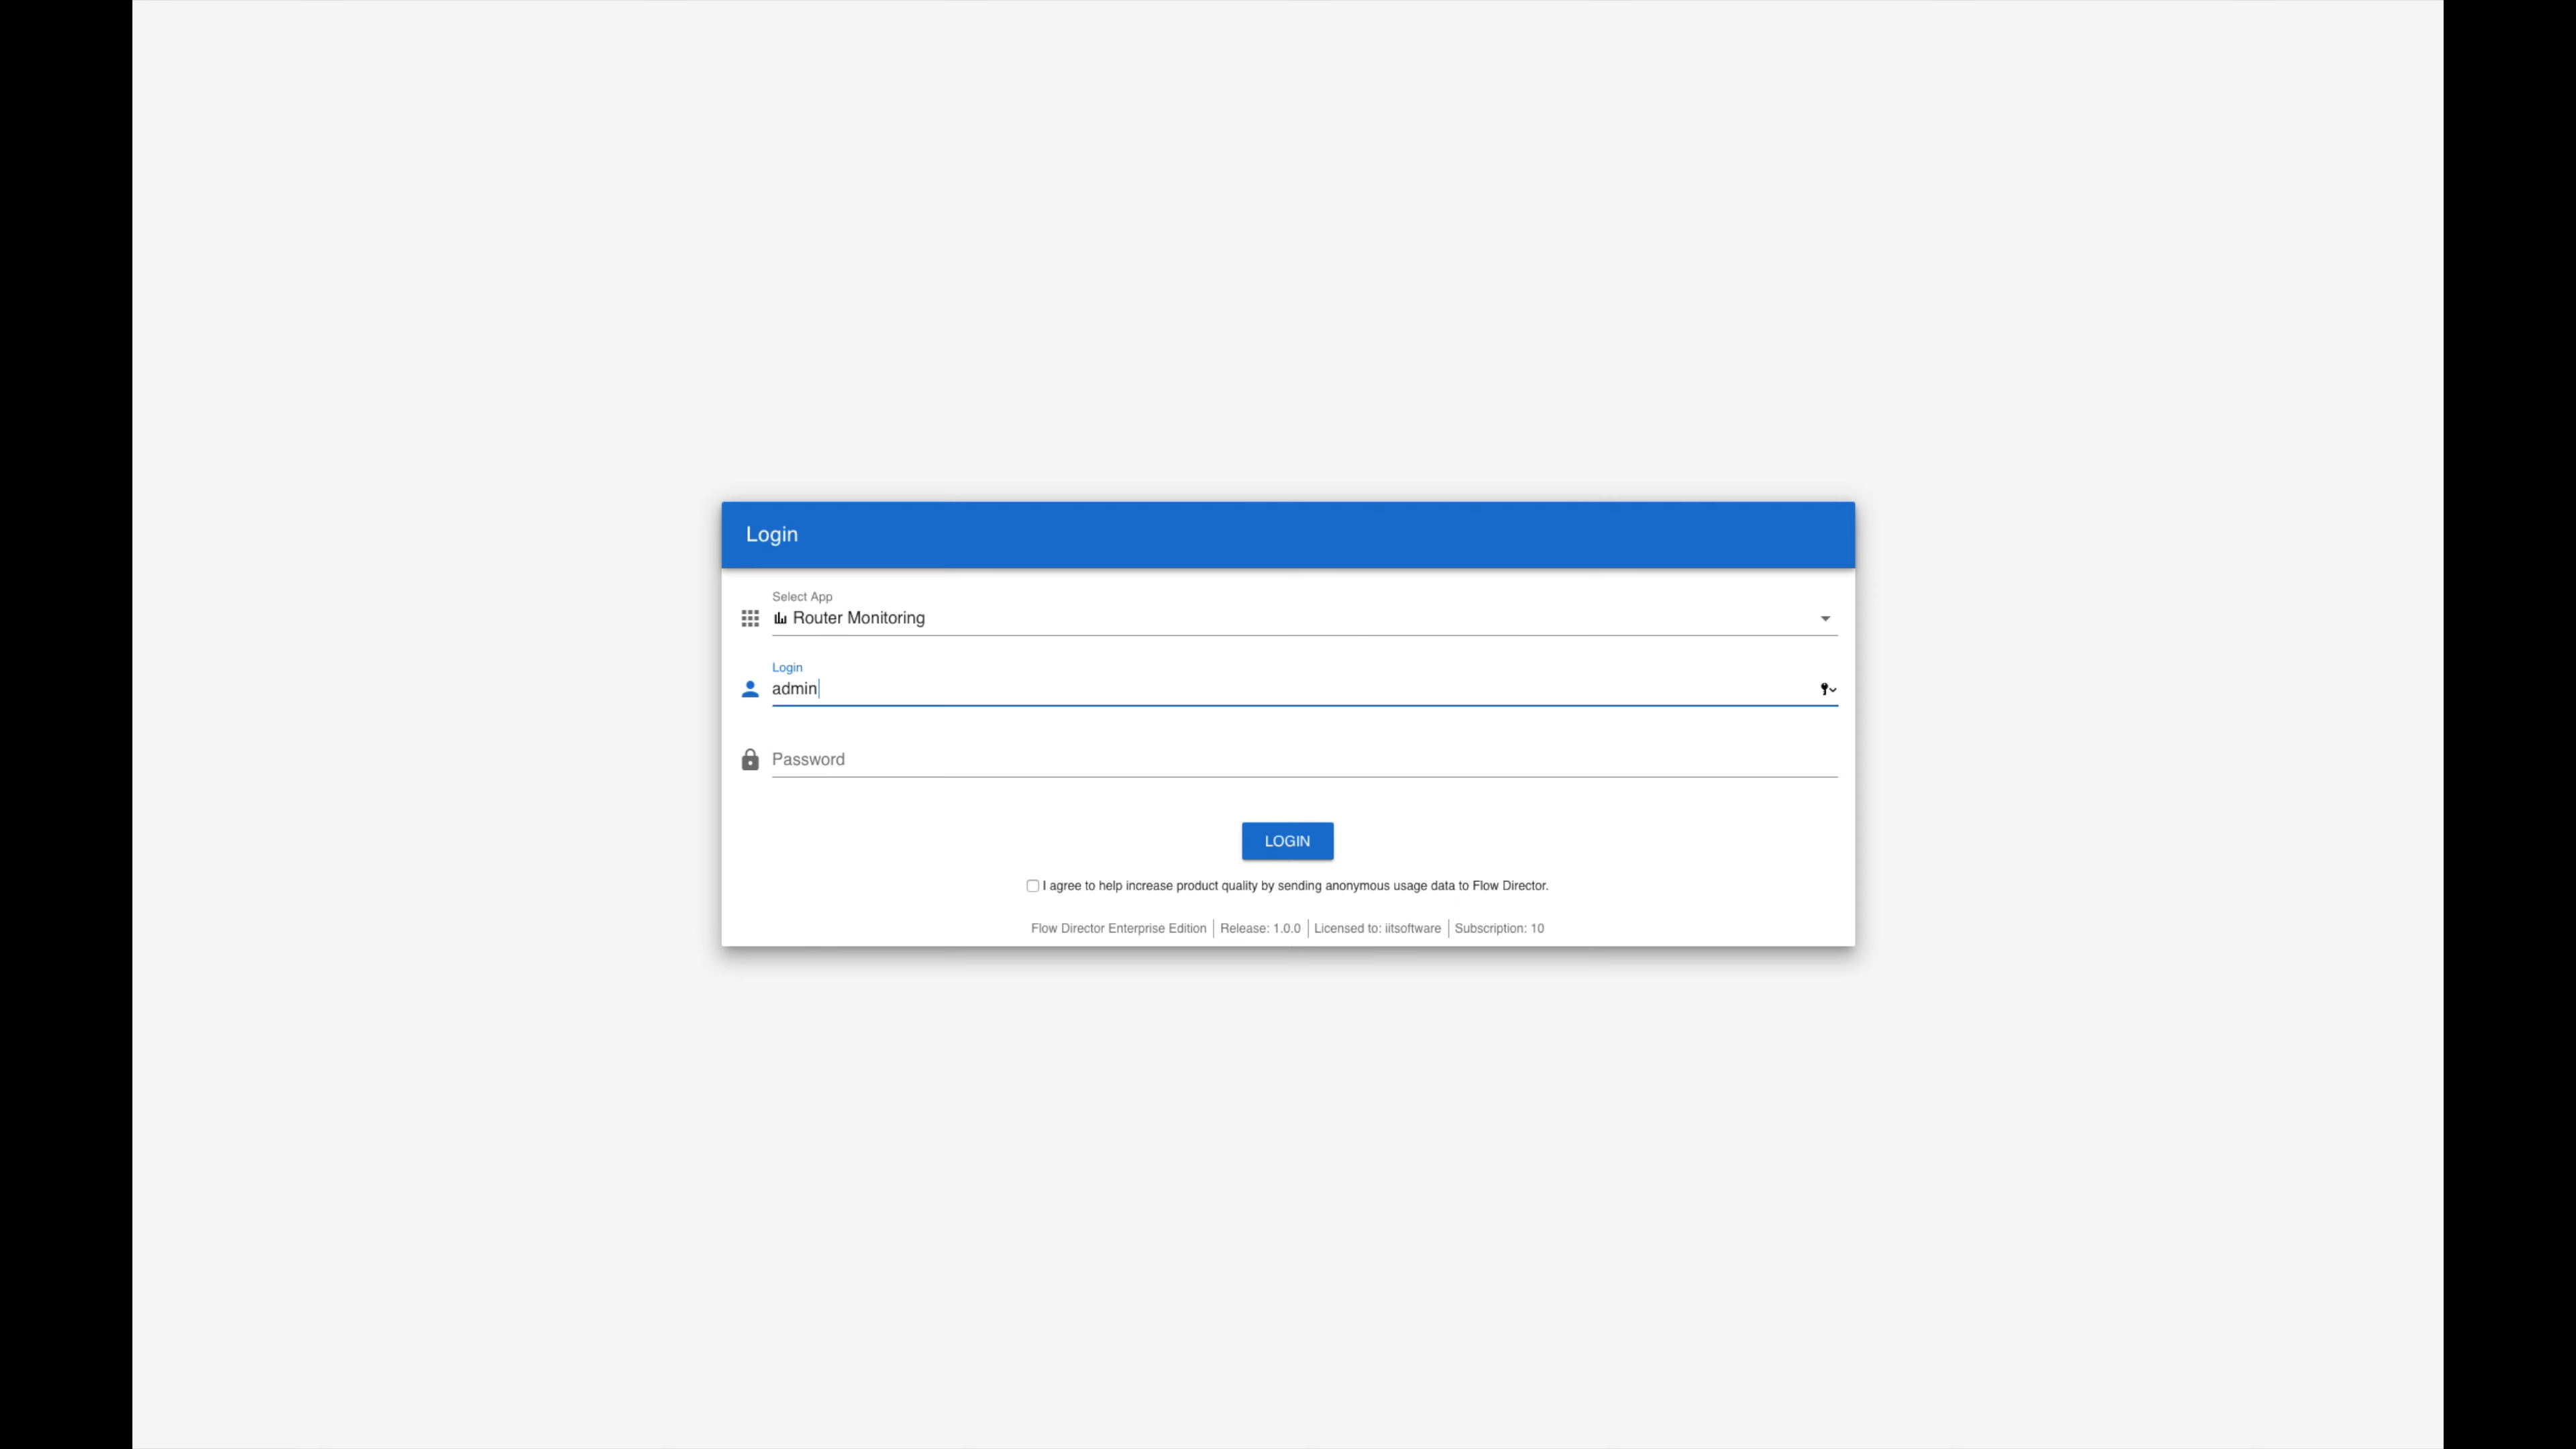 Login
Select App
Router Monitoring
Login
admin
Password
LOGIN
I agree to help increase product quality by sending anonymous usage data to Flow Director.
Flow Director Enterprise Edition | Release: 1.0.0 | Licensed to: iitsoftware | Subscription: 10